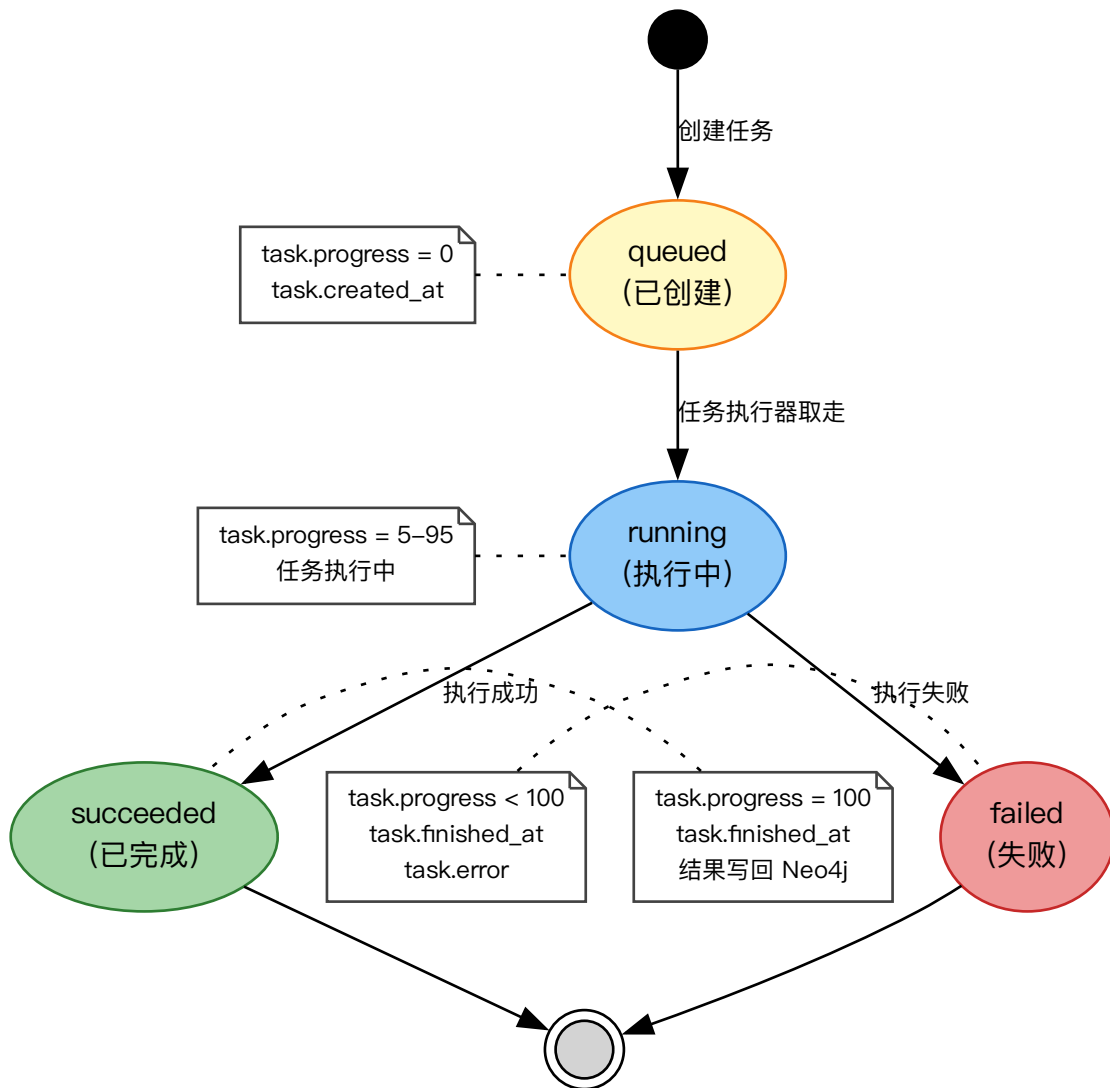 创建任务
task.progress = 0
task.created_at
queued
(已创建)
任务执行器取走
task.progress = 5–95
任务执行中
running
(执行中)
执行成功
执行失败
succeeded
(已完成)
task.progress < 100
task.finished_at
task.error
task.progress = 100
task.finished_at
结果写回 Neo4j
failed
(失败)